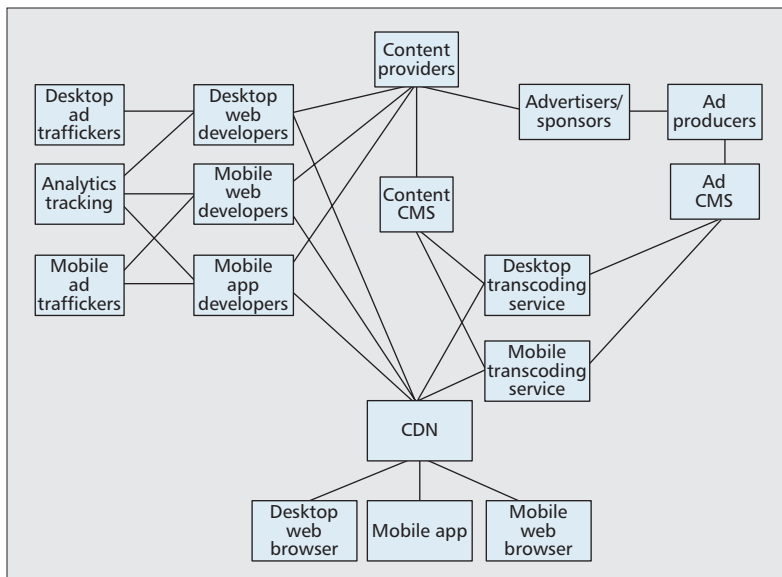 Content
providers
Desktop
ad
traffickers
Desktop
web
developers
Advertisers/
sponsors
Ad
producers
Analytics
tracking
Mobile
web
developers
Content
CMS
Ad
CMS
Mobile
ad
traffickers
Mobile
app
developers
Desktop
transcoding
service
Mobile
transcoding
service
CDN
Desktop
web
browser
Mobile app
Mobile
web
browser